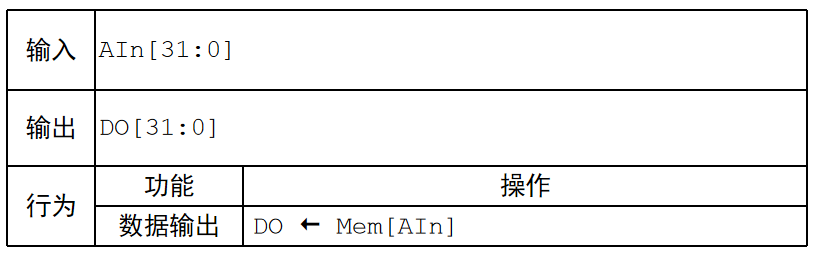 输入 AIn[31:0]
输出 DO[31:0]
行为 功能 操作
数据输出 DO ← Mem[AIn]